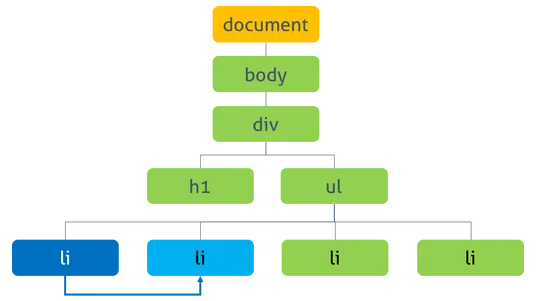 document
body
div
h1 ul
li li li li